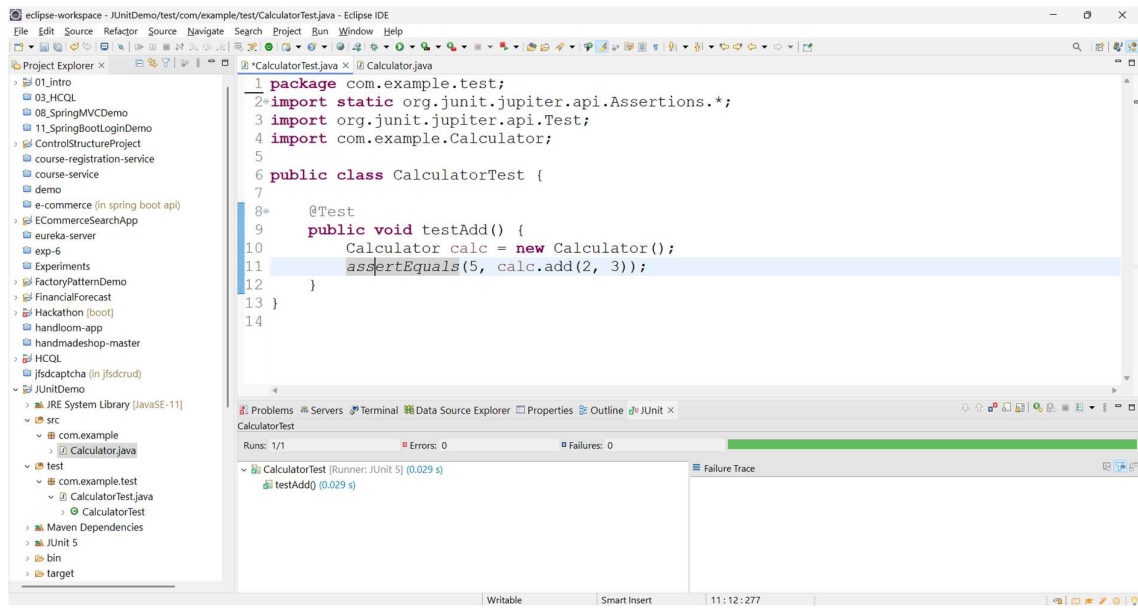 eclipse-workspace - JUnitDemo/test/com/example/test/CalculatorTest.java - Eclipse IDE
File Edit Source Refactor Source Navigate Search Project Run Window Help
Project Explorer ×
01_intro
03_HCQL
08_SpringMVCDemo
11_SpringBootLoginDemo
ControlStructureProject
course-registration-service
course-service
demo
e-commerce (in spring boot api)
ECommerceSearchApp
eureka-server
exp-6
Experiments
FactoryPatternDemo
FinancialForecast
Hackathon [boot]
handloom-app
handmadeshop-master
HCQL
jfsdcaptcha (in jfsdcrud)
JUnitDemo
JRE System Library [JavaSE-11]
src
com.example
Calculator.java
test
com.example.test
CalculatorTest.java
CalculatorTest
Maven Dependencies
JUnit 5
bin
target
*CalculatorTest.java × Calculator.java
1 package com.example.test;
2 import static org.junit.jupiter.api.Assertions.*;
3 import org.junit.jupiter.api.Test;
4 import com.example.Calculator;
5
6 public class CalculatorTest {
7
8 @Test
9 public void testAdd() {
10 Calculator calc = new Calculator();
11 assertEquals(5, calc.add(2, 3));
12 }
13 }
14
Problems Servers Terminal Data Source Explorer Properties Outline JUnit ×
CalculatorTest
Runs: 1/1 Errors: 0 Failures: 0
CalculatorTest [Runner: JUnit 5] (0.029 s)
testAdd() (0.029 s)
Failure Trace
Writable Smart Insert 11 : 12 : 277